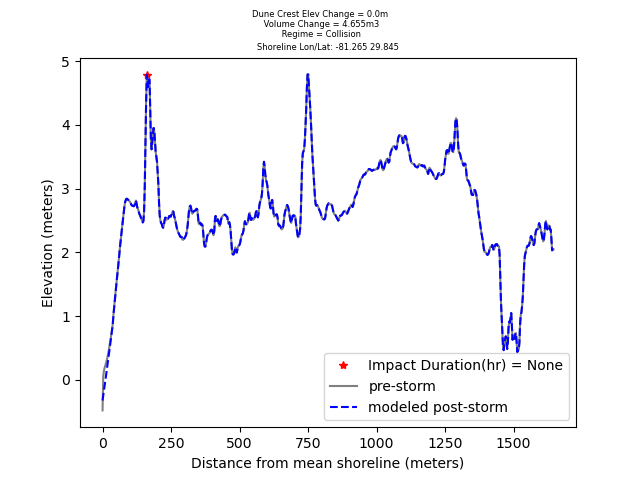 Dune Crest Elev Change = 0.0m
Volume Change = 4.655m3
Regime = Collision
Shoreline Lon/Lat: -81.265 29.845
5
4
3
2
1
0
Elevation (meters)
Impact Duration(hr) = None
pre-storm
modeled post-storm
0 250 500 750 1000 1250 1500
Distance from mean shoreline (meters)